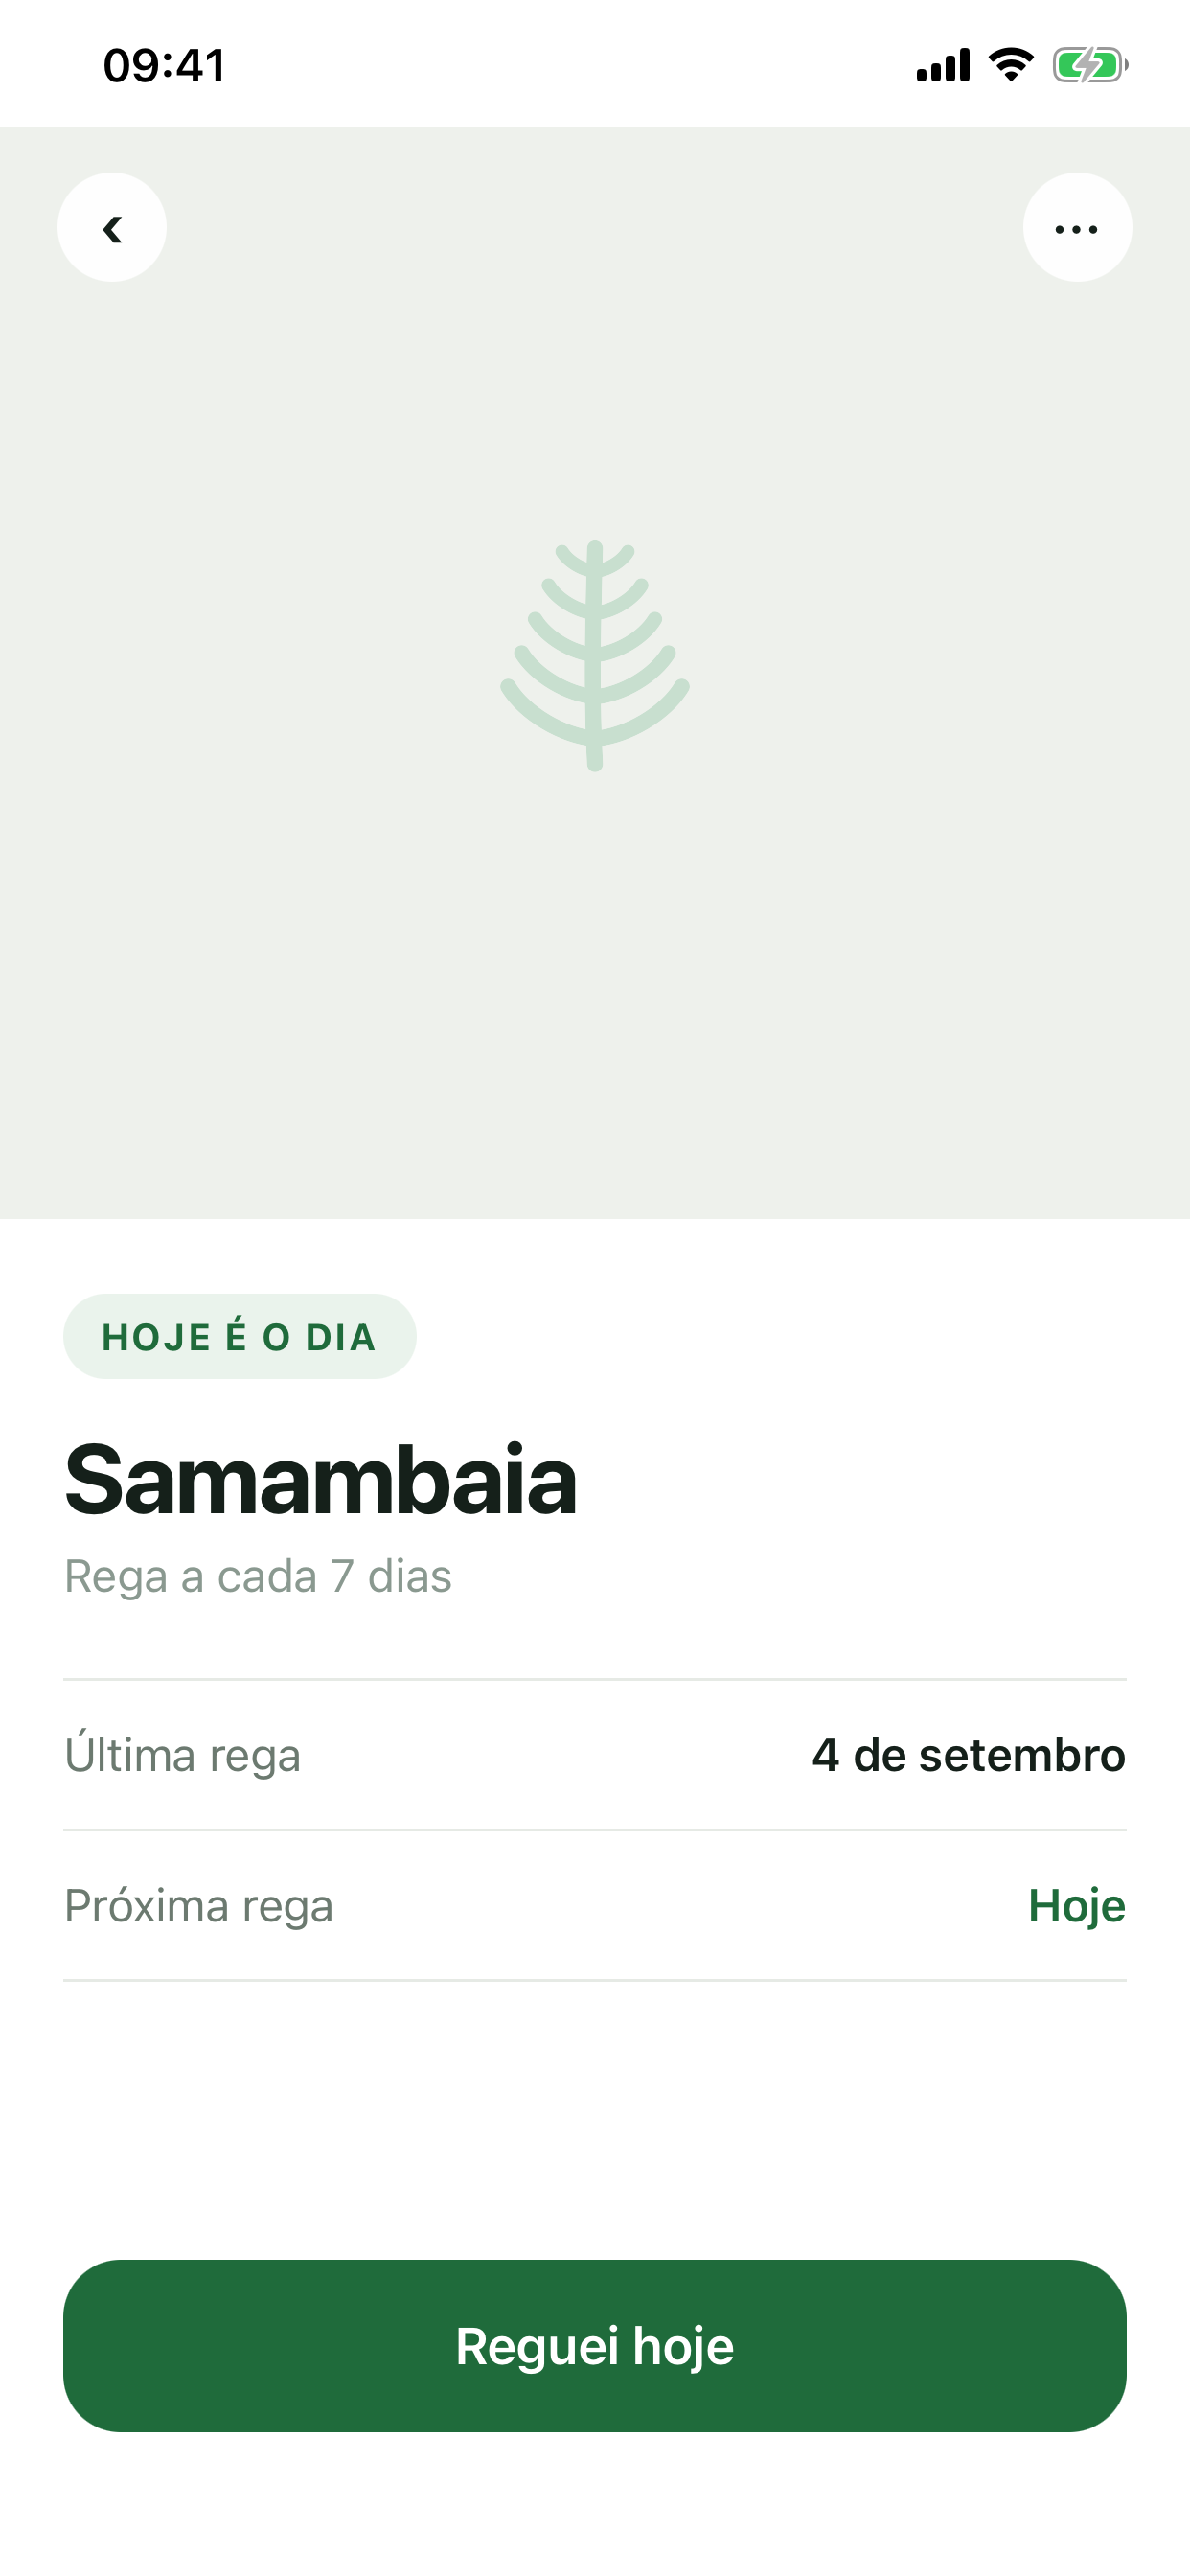 09:41
HOJE É O DIA
Samambaia
Rega a cada 7 dias
Última rega
4 de setembro
Próxima rega
Hoje
Reguei hoje